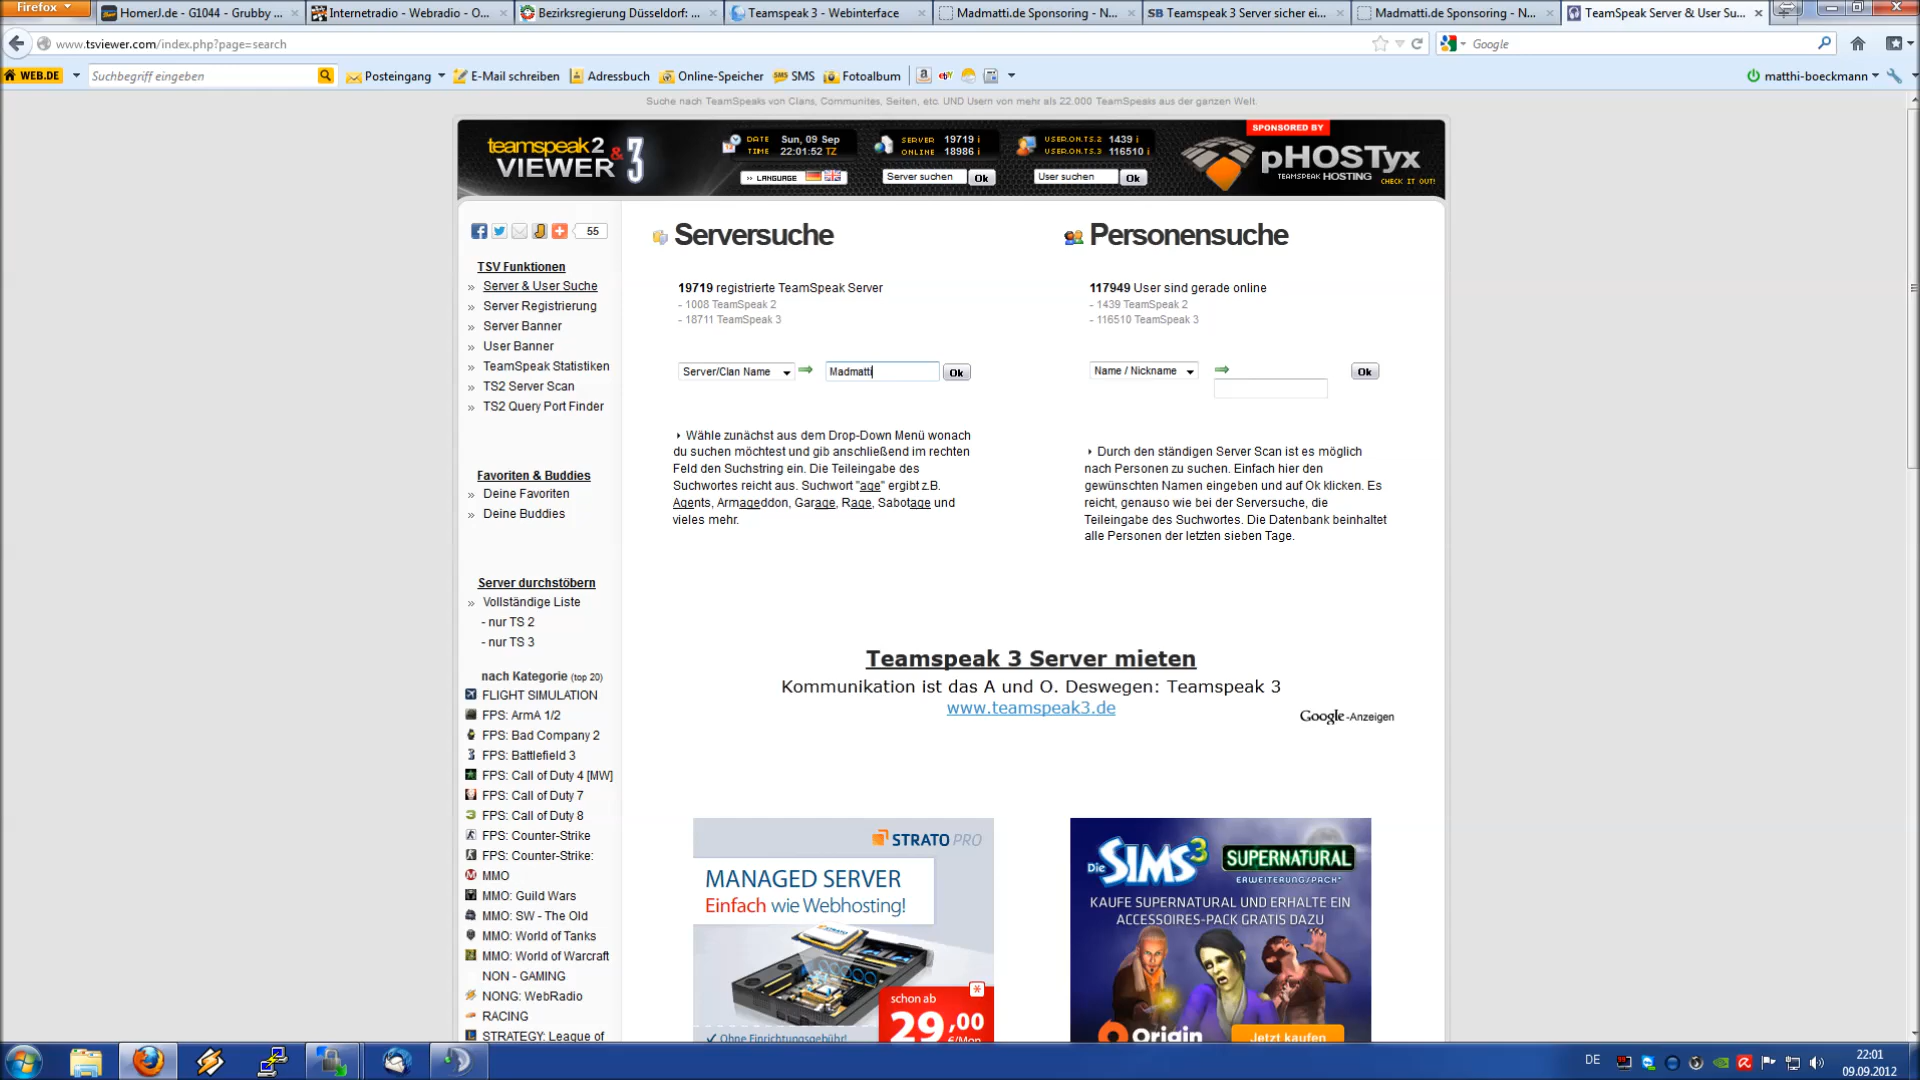 Firefox
HomerJ.de - G1044 - Grubby ...
Internetradio - Webradio - O...
Bezirksregierung Düsseldorf: ...
Teamspeak 3 - Webinterface
Madmatti.de Sponsoring - N...
SB Teamspeak 3 Server sicher ei...
Madmatti.de Sponsoring - N...
TeamSpeak Server & User Su...
www.tsviewer.com/index.php?page=search
Google
WEB.DE
Suchbegriff eingeben
Posteingang
E-Mail schreiben
Adressbuch
Online-Speicher
SMS SMS
Fotoalbum
a
matthi-boeckmann
Suche nach TeamSpeaks von Clans, Communites, Seiten, etc. UND Usern von mehr als 22.000 TeamSpeaks aus der ganzen Welt.
teamspeak2
& 3
VIEWER
DATE Sun, 09 Sep
TIME 22:01:52 TZ
SERVER 19719 i
ONLINE 18986 i
USER.ON.TS.2 1439 i
USER.ON.TS.3 116510 i
SPONSORED BY
pHOSTyx
TEAMSPEAK HOSTING CHECK IT OUT!
>> LANGUAGE
Server suchen Ok
User suchen Ok
55
TSV Funktionen
» Server & User Suche
» Server Registrierung
» Server Banner
» User Banner
» TeamSpeak Statistiken
» TS2 Server Scan
» TS2 Query Port Finder
Favoriten & Buddies
» Deine Favoriten
» Deine Buddies
Server durchstöbern
» Vollständige Liste
- nur TS 2
- nur TS 3
nach Kategorie (top 20)
FLIGHT SIMULATION
FPS: ArmA 1/2
FPS: Bad Company 2
FPS: Battlefield 3
FPS: Call of Duty 4 [MW]
FPS: Call of Duty 7
FPS: Call of Duty 8
FPS: Counter-Strike
FPS: Counter-Strike:
MMO
MMO: Guild Wars
MMO: SW - The Old
MMO: World of Tanks
MMO: World of Warcraft
NON - GAMING
NONG: WebRadio
RACING
STRATEGY: League of
Serversuche
19719 registrierte TeamSpeak Server
- 1008 TeamSpeak 2
- 18711 TeamSpeak 3
Server/Clan Name
Madmatti
Ok
Wähle zunächst aus dem Drop-Down Menü wonach
du suchen möchtest und gib anschließend im rechten
Feld den Suchstring ein. Die Teileingabe des
Suchwortes reicht aus. Suchwort "age" ergibt z.B.
Agents, Armageddon, Garage, Rage, Sabotage und
vieles mehr.
Personensuche
117949 User sind gerade online
- 1439 TeamSpeak 2
- 116510 TeamSpeak 3
Name / Nickname
Ok
Durch den ständigen Server Scan ist es möglich
nach Personen zu suchen. Einfach hier den
gewünschten Namen eingeben und auf Ok klicken. Es
reicht, genauso wie bei der Serversuche, die
Teileingabe des Suchwortes. Die Datenbank beinhaltet
alle Personen der letzten sieben Tage.
Teamspeak 3 Server mieten
Kommunikation ist das A und O. Deswegen: Teamspeak 3
www.teamspeak3.de
Google-Anzeigen
STRATO PRO
MANAGED SERVER
Einfach wie Webhosting!
schon ab
*
29,00
€/Mon
✓ Ohne Einrichtungsgebühr!
Die SIMS 3
SUPERNATURAL
ERWEITERUNGSPACK*
KAUFE SUPERNATURAL UND ERHALTE EIN
ACCESSOIRES-PACK GRATIS DAZU
Origin
Jetzt kaufen
DE
22:01
09.09.2012